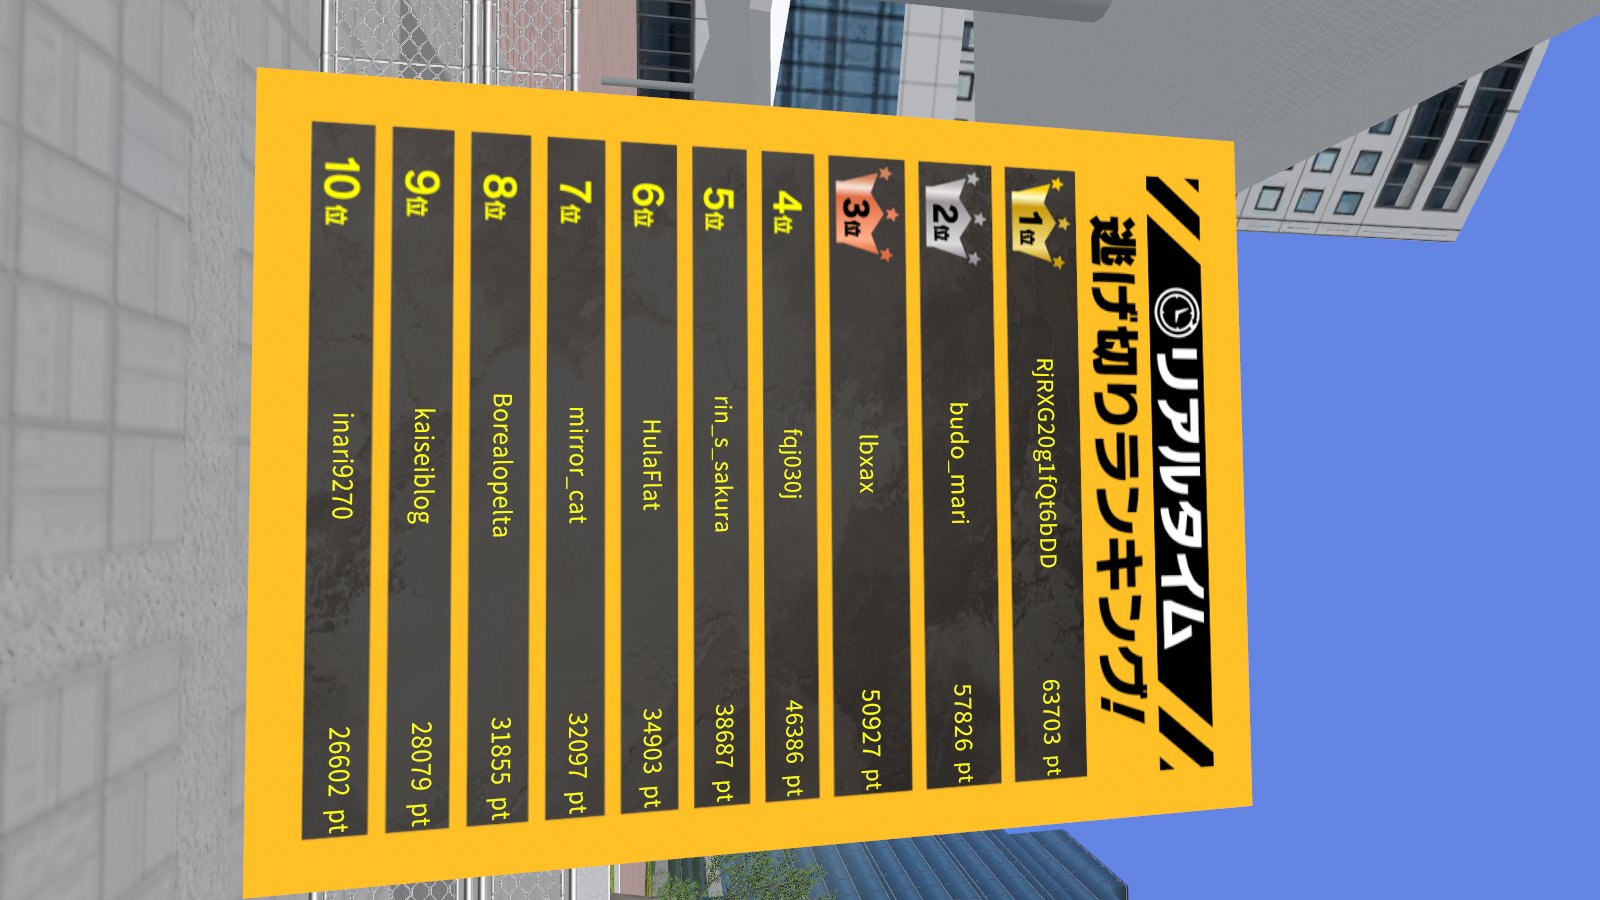 リアルタイム
逃げ切りランキング!
1位 RjRXG20g1fQt6bDD 63703 pt
2位 budo_mari 57826 pt
3位 lbxax 50927 pt
4位 fqj030j 46386 pt
5位 rin_s_sakura 38687 pt
6位 HulaFlat 34903 pt
7位 mirror_cat 32097 pt
8位 Borealopelta 31855 pt
9位 kaiseiblog 28079 pt
10位 inari9270 26602 pt